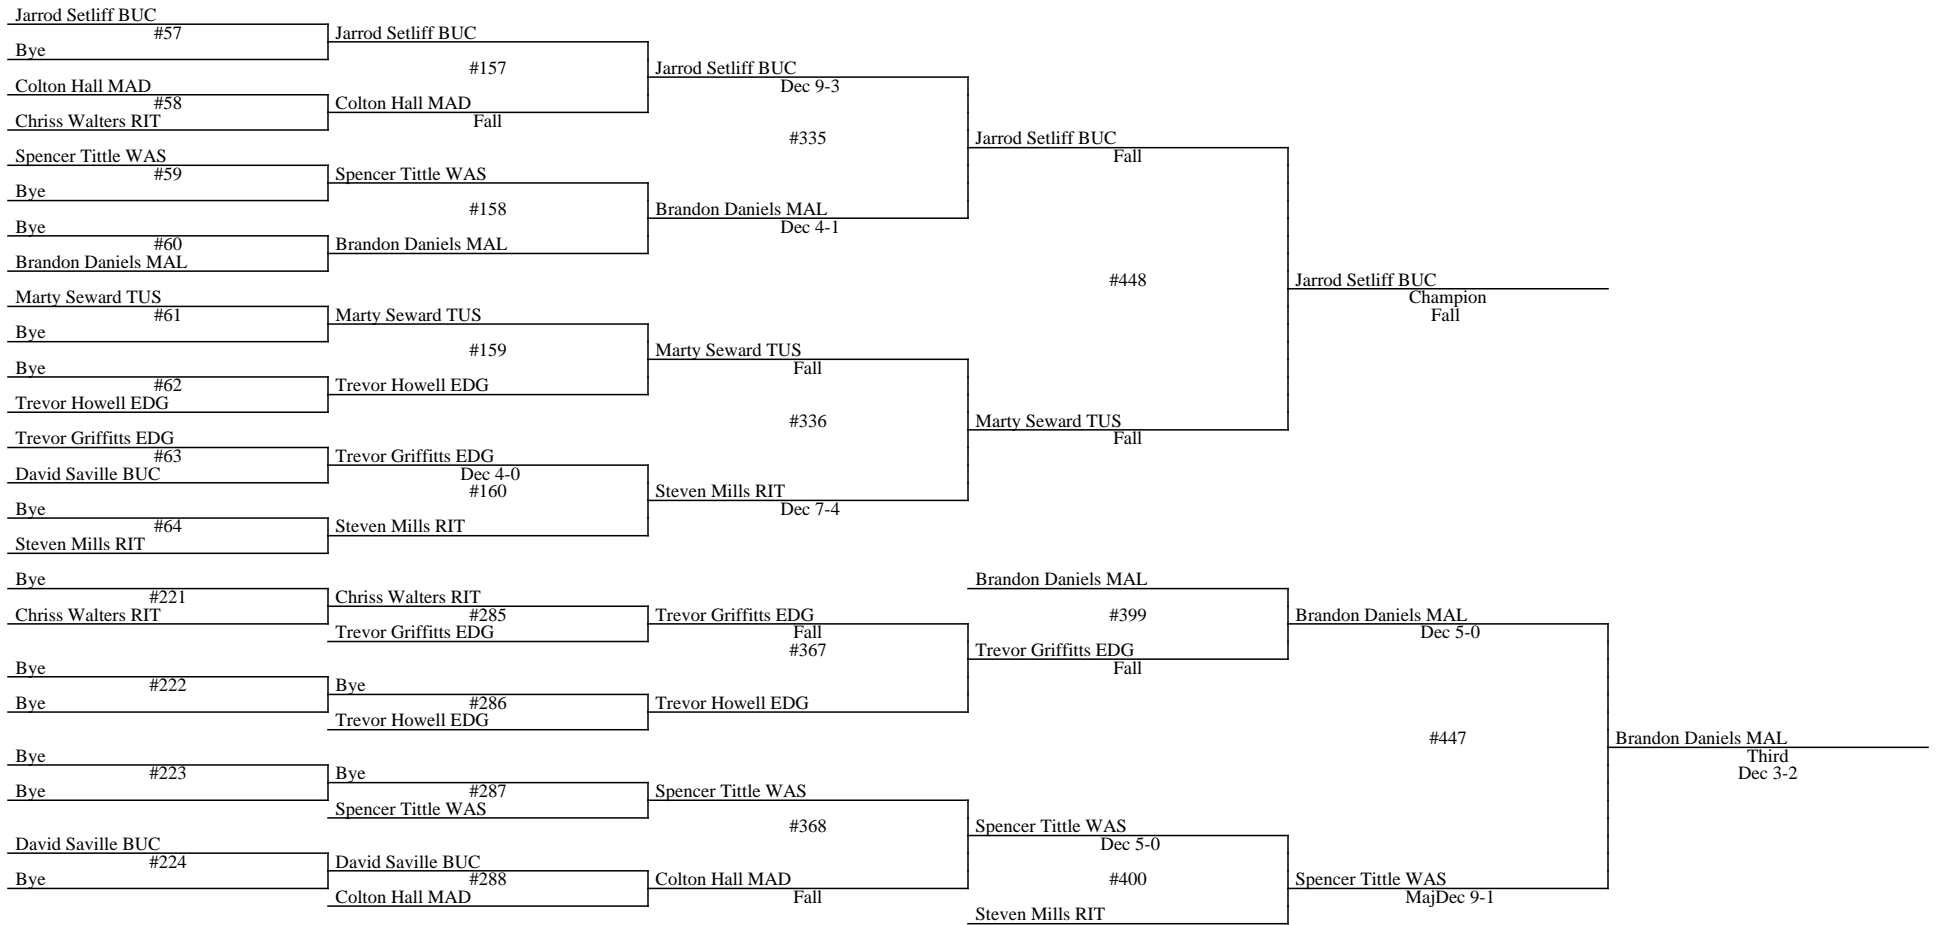 Jarrod Setliff BUC
#57
Bye
Jarrod Setliff BUC
#157
Colton Hall MAD
#58
Chriss Walters RIT
Colton Hall MAD
Fall
Jarrod Setliff BUC
Dec 9-3
#335
Spencer Tittle WAS
#59
Bye
Spencer Tittle WAS
#158
Bye
#60
Brandon Daniels MAL
Brandon Daniels MAL
Brandon Daniels MAL
Dec 4-1
Jarrod Setliff BUC
Fall
#448
Marty Seward TUS
#61
Bye
Marty Seward TUS
#159
Bye
#62
Trevor Howell EDG
Trevor Howell EDG
Marty Seward TUS
Fall
#336
Trevor Griffitts EDG
#63
David Saville BUC
Trevor Griffitts EDG
Dec 4-0
#160
Bye
#64
Steven Mills RIT
Steven Mills RIT
Steven Mills RIT
Dec 7-4
Marty Seward TUS
Fall
Jarrod Setliff BUC
Champion
Fall
Bye
#221
Chriss Walters RIT
Chriss Walters RIT
#285
Trevor Griffitts EDG
Trevor Griffitts EDG
Fall
#367
Bye
#222
Bye
Bye
#286
Trevor Howell EDG
Trevor Howell EDG
Brandon Daniels MAL
#399
Trevor Griffitts EDG
Fall
Brandon Daniels MAL
Dec 5-0
#447
Bye
#223
Bye
Bye
#287
Spencer Tittle WAS
Spencer Tittle WAS
#368
David Saville BUC
#224
Bye
David Saville BUC
#288
Colton Hall MAD
Colton Hall MAD
Fall
Spencer Tittle WAS
Dec 5-0
#400
Steven Mills RIT
Spencer Tittle WAS
MajDec 9-1
Brandon Daniels MAL
Third
Dec 3-2